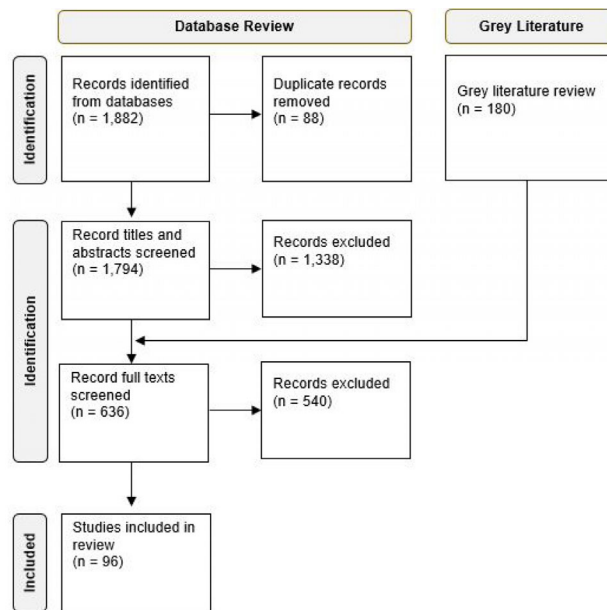 Database Review
Grey Literature
Identification
Records identified
from databases
(n = 1,882)
Duplicate records
removed
(n = 88)
Grey literature review
(n = 180)
Identification
Record titles and
abstracts screened
(n = 1,794)
Records excluded
(n = 1,338)
Record full texts
screened
(n = 636)
Records excluded
(n = 540)
Included
Studies included in
review
(n = 96)